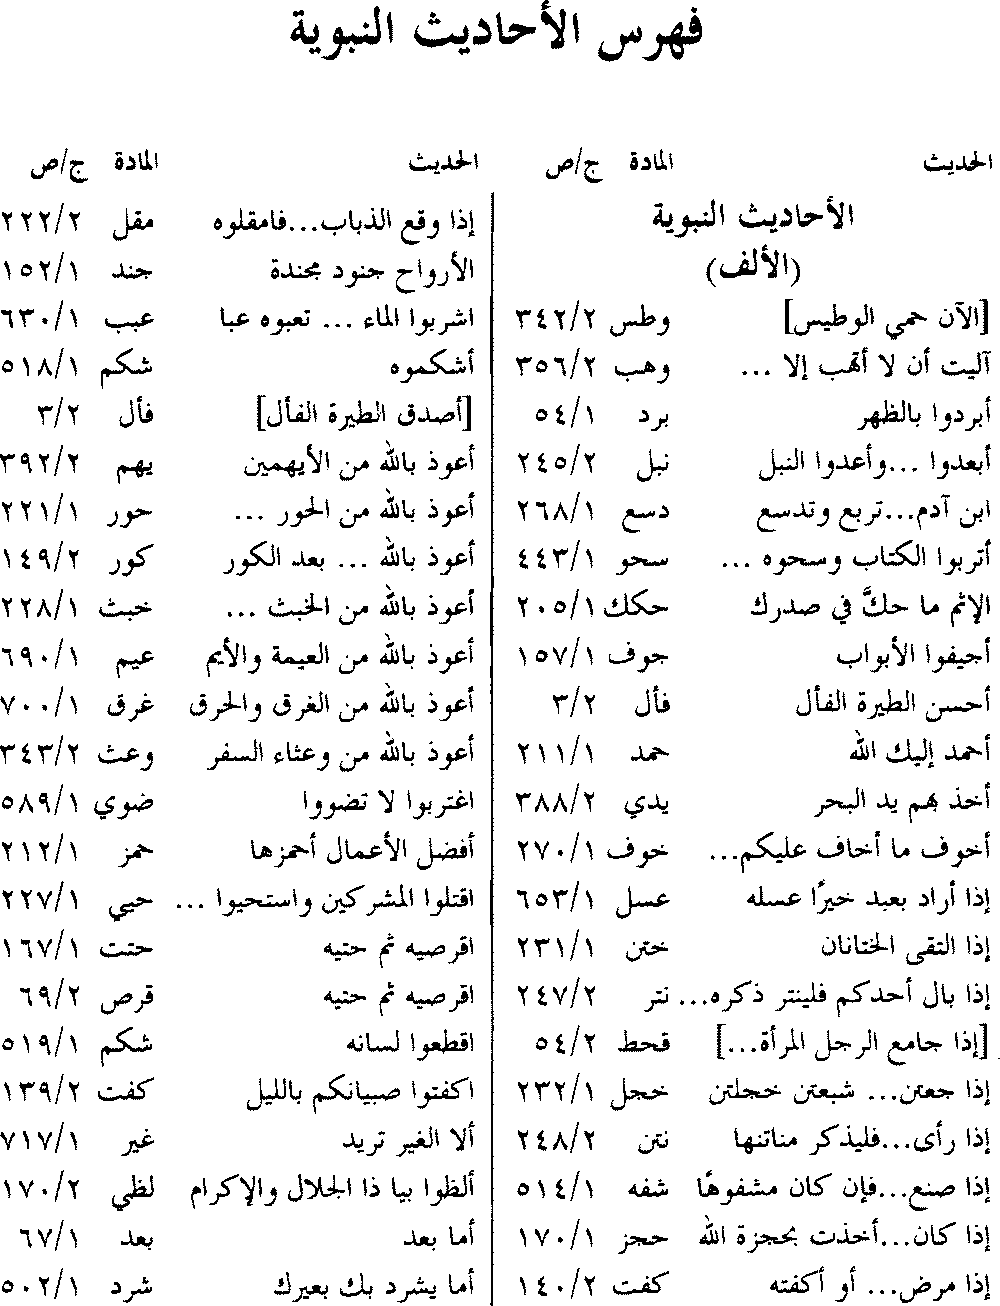 فهرس الأحاديث النبوية
الحديث المادة ج/ص
الأحاديث النبوية
(الألف)
[الآن حمي الوطيس] وطس ٣٤٢/٢
آليت أن لا أتهب إلا ... وهب ٣٥٦/٢
أبردوا بالظهر برد ٥٤/١
أبعدوا ...وأعدوا النبل نبل ٢٤٥/٢
ابن آدم...تربع وتدسع دسع ٢٦٨/١
أتربوا الكتاب وسحوه ... سحو ٤٤٣/١
الإثم ما حكَّ في صدرك حكك ٢٠٥/١
أجيفوا الأبواب جوف ١٥٧/١
أحسن الطيرة الفأل فأل ٣/٢
أحمد إليك الله حمد ٢١١/١
أخذ بهم يد البحر يدي ٣٨٨/٢
أخوف ما أخاف عليكم... خوف ٢٧٠/١
إذا أراد بعبد خيرًا عسله عسل ٦٥٣/١
إذا التقى الختانان ختن ٢٣١/١
إذا بال أحدكم فلينتر ذكره... نتر ٢٤٧/٢
[إذا جامع الرجل المرأة...] قحط ٥٤/٢
إذا جعتن... شبعتن خجلتن خجل ٢٣٢/١
إذا رأى...فليذكر مناتنها نتن ٢٤٨/٢
إذا صنع...فإن كان مشفوهًا شفه ٥١٤/١
إذا كان...أخذت بحجزة الله حجز ١٧٠/١
إذا مرض... أو أكفته كفت ١٤٠/٢
الحديث المادة ج/ص
إذا وقع الذباب...فامقلوه مقل ٢٢٢/٢
الأرواح جنود مجندة جند ١٥٢/١
اشربوا الماء ... تعبوه عبا عبب ٦٣٠/١
أشكموه شكم ٥١٨/١
[أصدق الطيرة الفأل] فأل ٣/٢
أعوذ بالله من الأيهمين يهم ٣٩٢/٢
أعوذ بالله من الحور ... حور ٢٢١/١
أعوذ بالله ... بعد الكور كور ١٤٩/٢
أعوذ بالله من الخبث ... خبث ٢٢٨/١
أعوذ بالله من العيمة والأيم عيم ٦٩٠/١
أعوذ بالله من الغرق والحرق غرق ٧٠٠/١
أعوذ بالله من وعثاء السفر وعث ٣٤٣/٢
اغتربوا لا تضووا ضوي ٥٨٩/١
أفضل الأعمال أحمزها حمز ٢١٢/١
اقتلوا المشركين واستحيوا ... حيي ٢٢٧/١
اقرصيه ثم حتيه حتت ١٦٧/١
اقرصيه ثم حتيه قرص ٦٩/٢
اقطعوا لسانه شكم ٥١٩/١
اكفتوا صبيانكم بالليل كفت ١٣٩/٢
ألا الغير تريد غير ٧١٧/١
ألظوا بيا ذا الجلال والإكرام لظي ١٧٠/٢
أما بعد بعد ٦٧/١
أما يشرد بك بعيرك شرد ٥٠٢/١